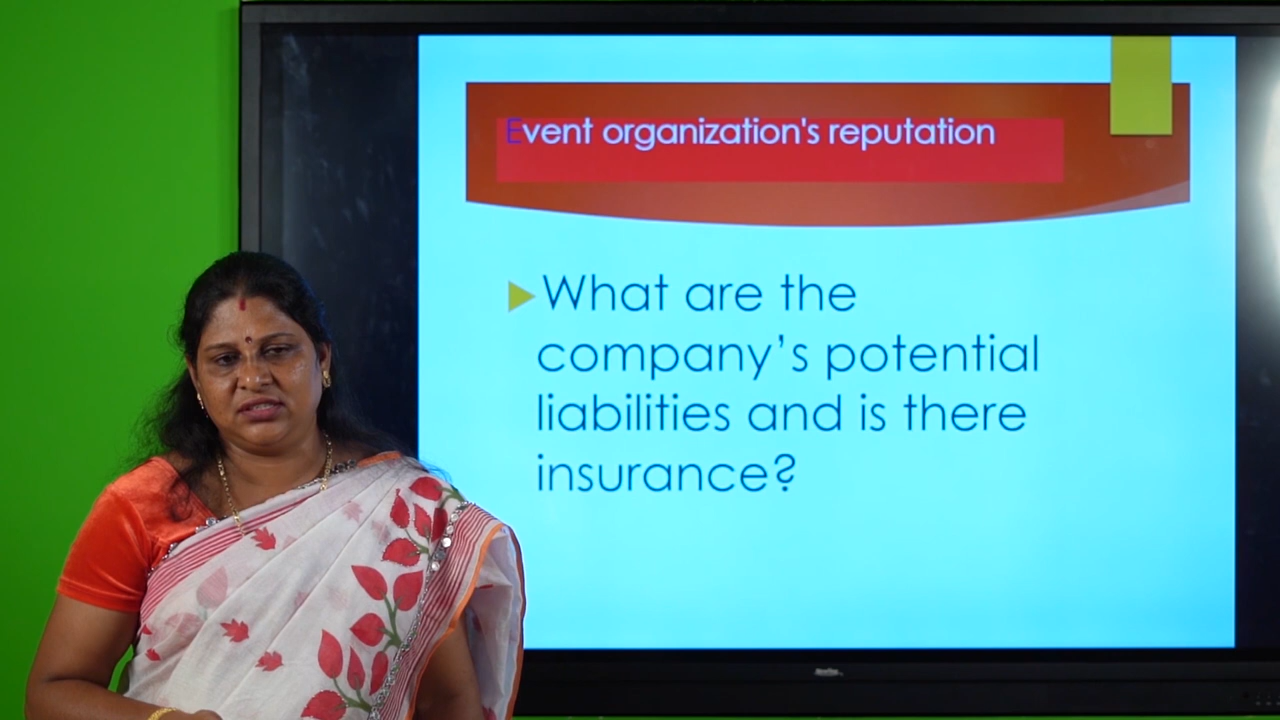 Event organization's reputation
What are the
company’s potential
liabilities and is there
insurance?